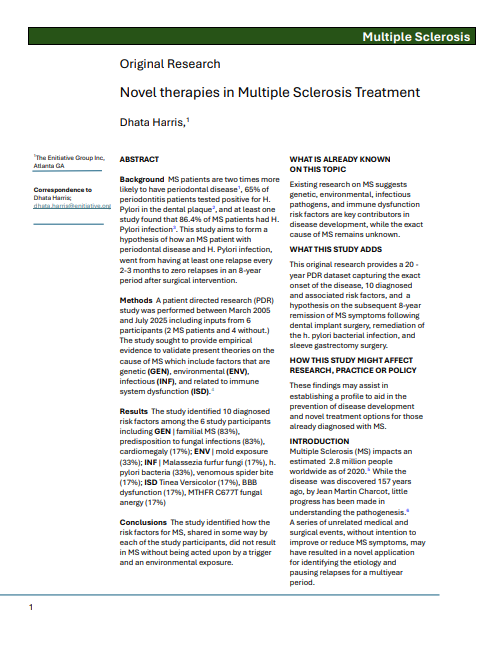 Multiple Sclerosis
Original Research
Novel therapies in Multiple Sclerosis Treatment
Dhata Harris,¹
¹The Enitiative Group Inc,
Atlanta GA
Correspondence to
Dhata Harris;
dhata.harris@enitiative.org
ABSTRACT
Background MS patients are two times more
likely to have periodontal disease¹, 65% of
periodontitis patients tested positive for H.
Pylori in the dental plaque², and at least one
study found that 86.4% of MS patients had H.
Pylori infection³. This study aims to form a
hypothesis of how an MS patient with
periodontal disease and H. Pylori infection,
went from having at least one relapse every
2-3 months to zero relapses in an 8-year
period after surgical intervention.
Methods A patient directed research (PDR)
study was performed between March 2005
and July 2025 including inputs from 6
participants (2 MS patients and 4 without.)
The study sought to provide empirical
evidence to validate present theories on the
cause of MS which include factors that are
genetic (GEN), environmental (ENV),
infectious (INF), and related to immune
system dysfunction (ISD).⁴
Results The study identified 10 diagnosed
risk factors among the 6 study participants
including GEN | familial MS (83%),
predisposition to fungal infections (83%),
cardiomegaly (17%); ENV | mold exposure
(33%); INF | Malassezia furfur fungi (17%), h.
pylori bacteria (33%), venomous spider bite
(17%); ISD Tinea Versicolor (17%), BBB
dysfunction (17%), MTHFR C677T fungal
anergy (17%)
Conclusions The study identified how the
risk factors for MS, shared in some way by
each of the study participants, did not result
in MS without being acted upon by a trigger
and an environmental exposure.
WHAT IS ALREADY KNOWN
ON THIS TOPIC
Existing research on MS suggests
genetic, environmental, infectious
pathogens, and immune dysfunction
risk factors are key contributors in
disease development, while the exact
cause of MS remains unknown.
WHAT THIS STUDY ADDS
This original research provides a 20 -
year PDR dataset capturing the exact
onset of the disease, 10 diagnosed
and associated risk factors, and a
hypothesis on the subsequent 8-year
remission of MS symptoms following
dental implant surgery, remediation of
the h. pylori bacterial infection, and
sleeve gastrectomy surgery.
HOW THIS STUDY MIGHT AFFECT
RESEARCH, PRACTICE OR POLICY
These findings may assist in
establishing a profile to aid in the
prevention of disease development
and novel treatment options for those
already diagnosed with MS.
INTRODUCTION
Multiple Sclerosis (MS) impacts an
estimated 2.8 million people
worldwide as of 2020.⁵ While the
disease was discovered 157 years
ago, by Jean Martin Charcot, little
progress has been made in
understanding the pathogenesis.⁶
A series of unrelated medical and
surgical events, without intention to
improve or reduce MS symptoms, may
have resulted in a novel application
for identifying the etiology and
pausing relapses for a multiyear
period.
1